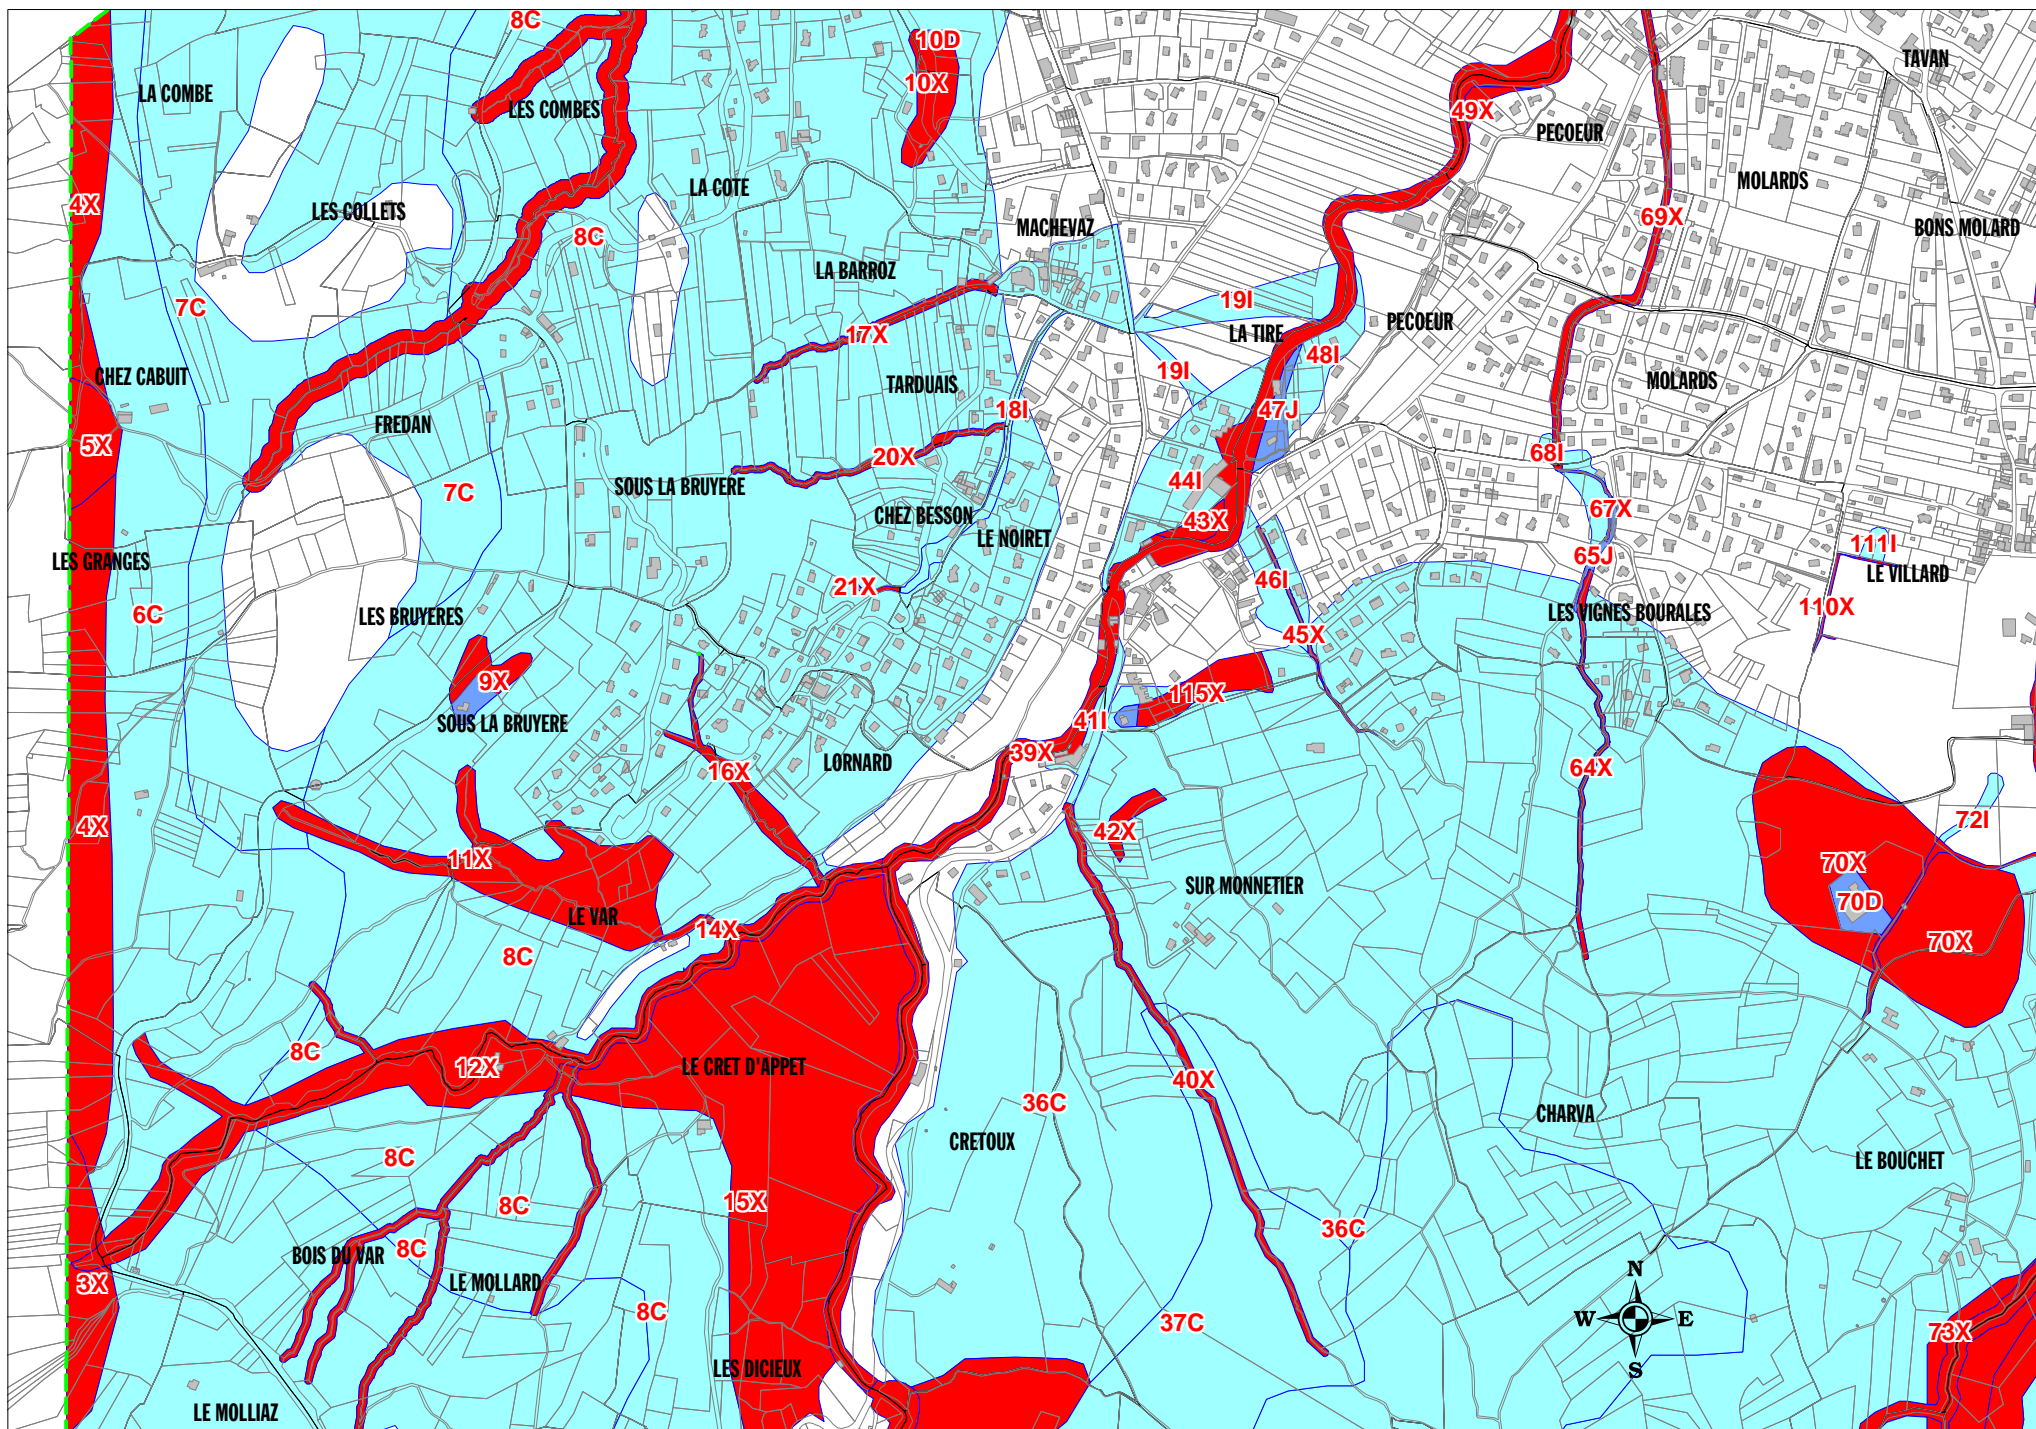 8C
10D
TAVAN
LA COMBE
10X
LES COMBES
49X
PECOEUR
MOLARDS
LA COTE
4X
LES COLLETS
69X
MACHEVAZ
BONS MOLARD
8C
LA BARROZ
7C
19I
17X
LA TIRE
PECOEUR
48I
19I
CHEZ CABUIT
TARDUAIS
MOLARDS
18I
47J
FREDAN
5X
68I
20X
44I
SOUS LA BRUYERE
7C
67X
CHEZ BESSON
43X
LE NOIRET
111I
65J
LES GRANGES
LE VILLARD
46I
21X
110X
6C
LES BRUYERES
LES VIGNES BOURALES
45X
9X
115X
SOUS LA BRUYERE
41I
39X
LORNARD
16X
64X
72I
4X
42X
11X
70X
SUR MONNETIER
70D
LE VAR
14X
70X
8C
8C
12X
LE CRET D'APPET
40X
36C
CHARVA
CRETOUX
8C
LE BOUCHET
15X
8C
36C
8C
BOIS DU VAR
N
3X
LE MOLLARD
8C
W E
37C
73X
S
LES DICIEUX
LE MOLLIAZ